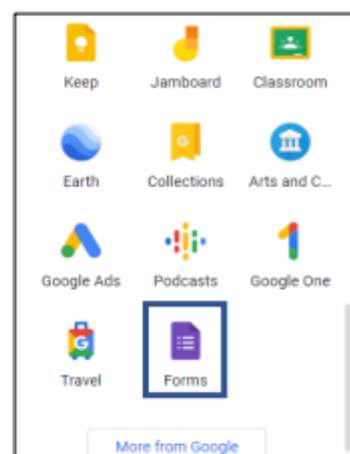 Keep Jamboard Classroom
Earth Collections Arts and C...
Google Ads Podcasts Google One
Travel Forms
More from Google